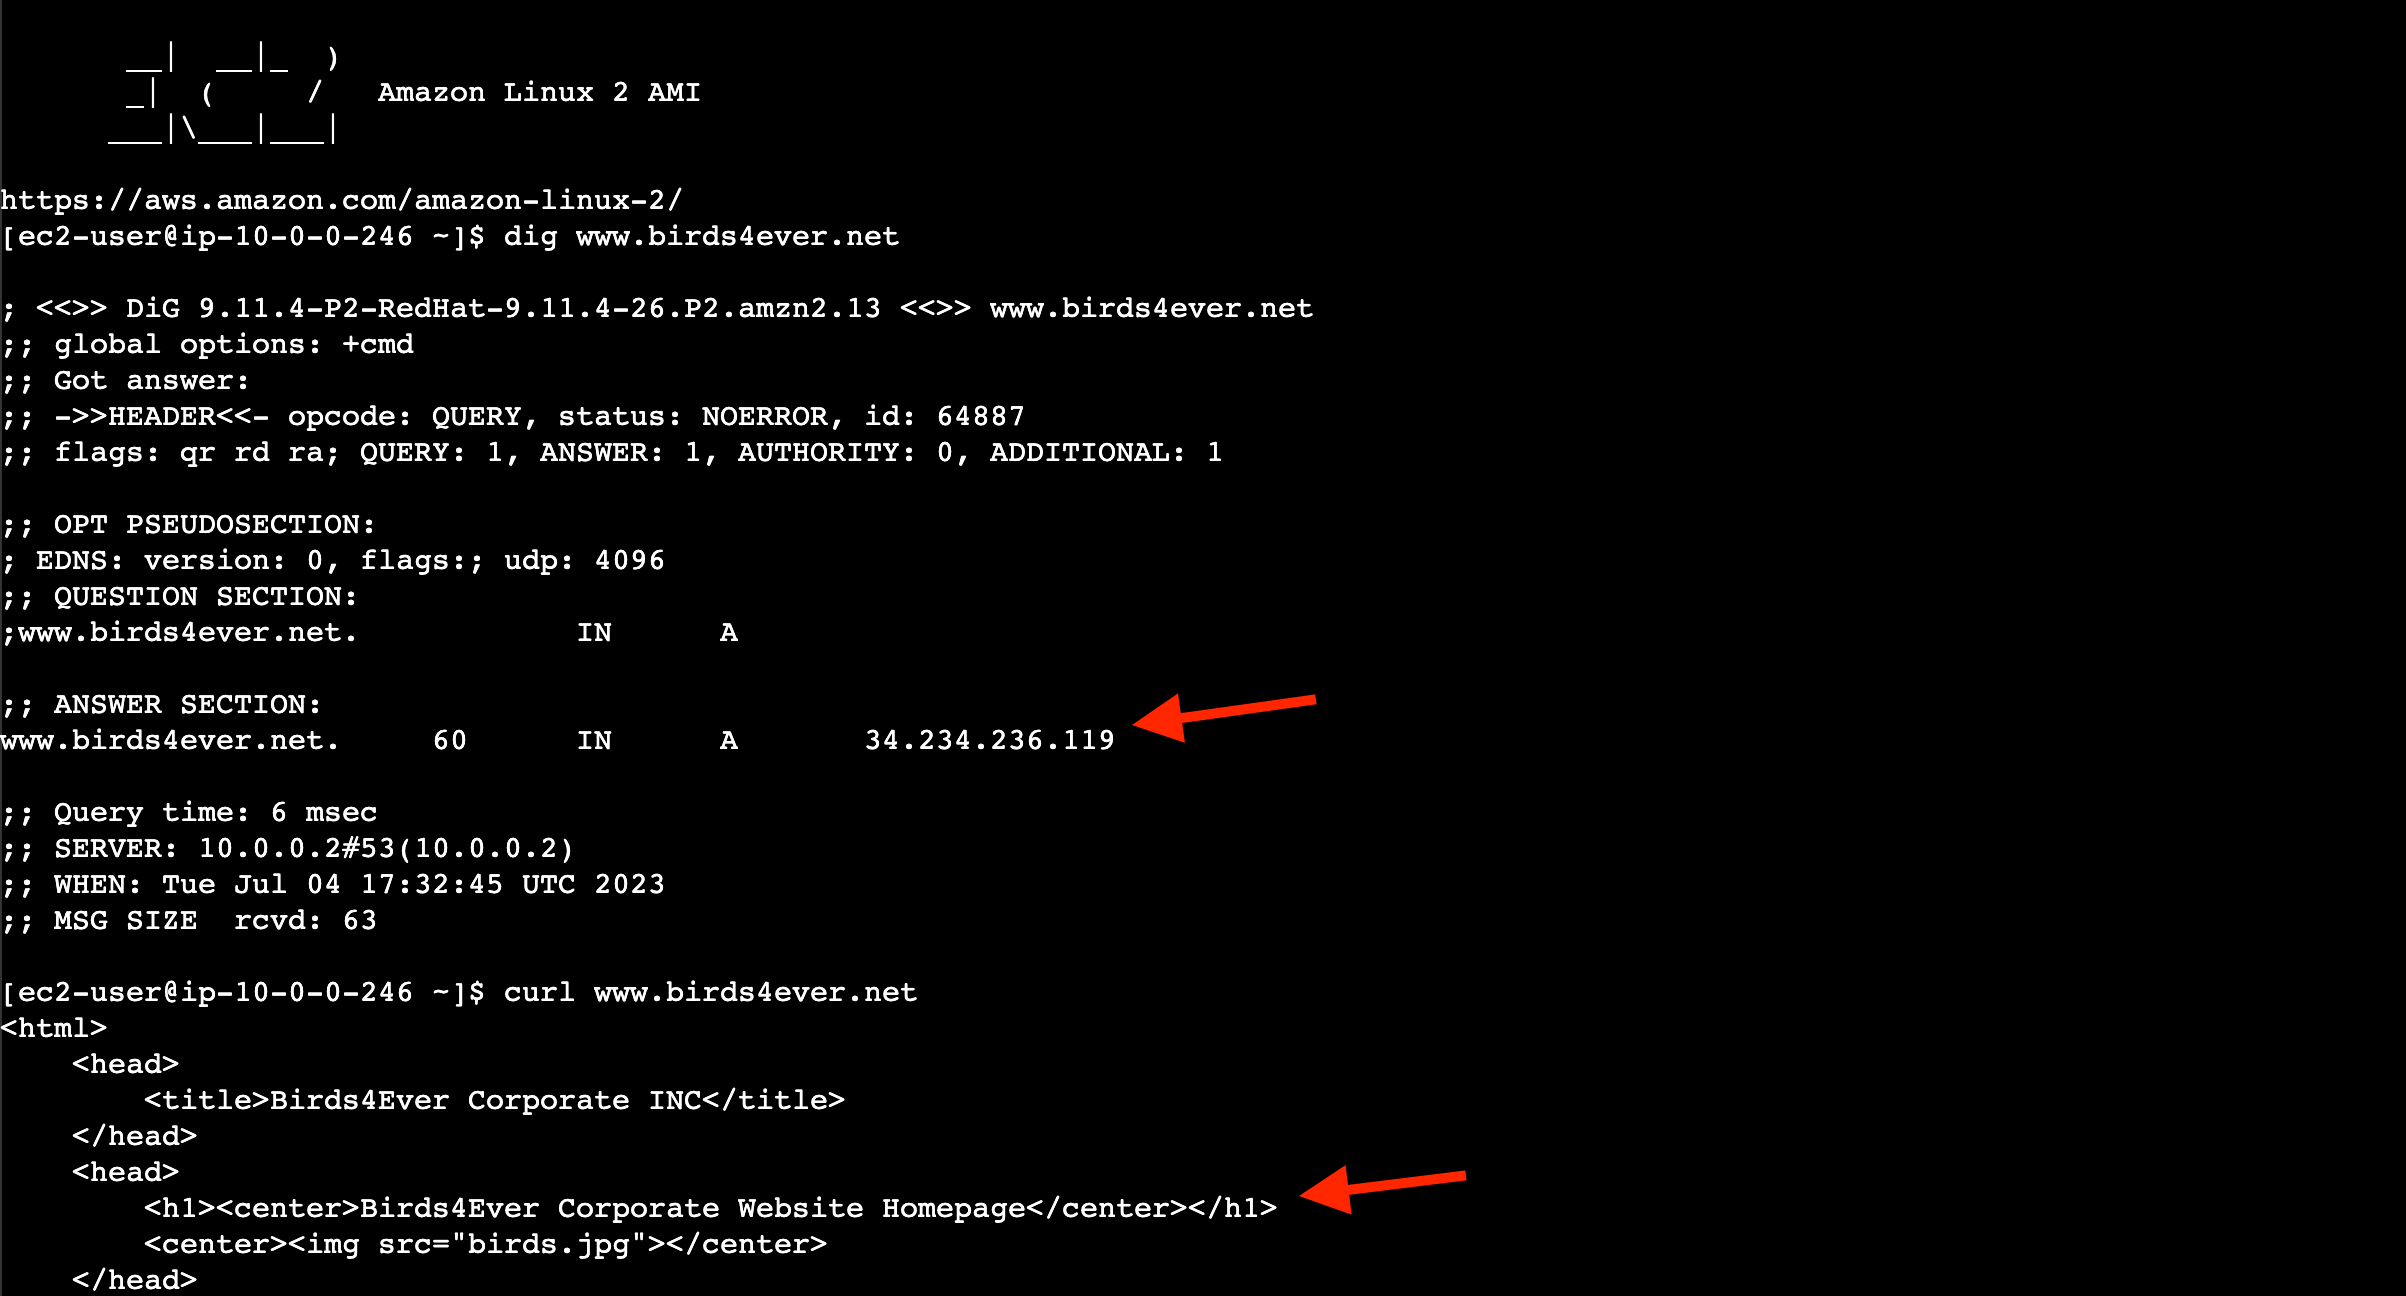 __|  __|_  )
       _|  (     /   Amazon Linux 2 AMI
      ___|\___|___|
https://aws.amazon.com/amazon-linux-2/
[ec2-user@ip-10-0-0-246 ~]$ dig www.birds4ever.net
; <<>> DiG 9.11.4-P2-RedHat-9.11.4-26.P2.amzn2.13 <<>> www.birds4ever.net
;; global options: +cmd
;; Got answer:
;; ->>HEADER<<- opcode: QUERY, status: NOERROR, id: 64887
;; flags: qr rd ra; QUERY: 1, ANSWER: 1, AUTHORITY: 0, ADDITIONAL: 1
;; OPT PSEUDOSECTION:
; EDNS: version: 0, flags:; udp: 4096
;; QUESTION SECTION:
;www.birds4ever.net.            IN      A
;; ANSWER SECTION:
www.birds4ever.net.     60      IN      A       34.234.236.119
;; Query time: 6 msec
;; SERVER: 10.0.0.2#53(10.0.0.2)
;; WHEN: Tue Jul 04 17:32:45 UTC 2023
;; MSG SIZE  rcvd: 63
[ec2-user@ip-10-0-0-246 ~]$ curl www.birds4ever.net
<html>
    <head>
        <title>Birds4Ever Corporate INC</title>
    </head>
    <head>
        <h1><center>Birds4Ever Corporate Website Homepage</center></h1>
        <center><img src="birds.jpg"></center>
    </head>